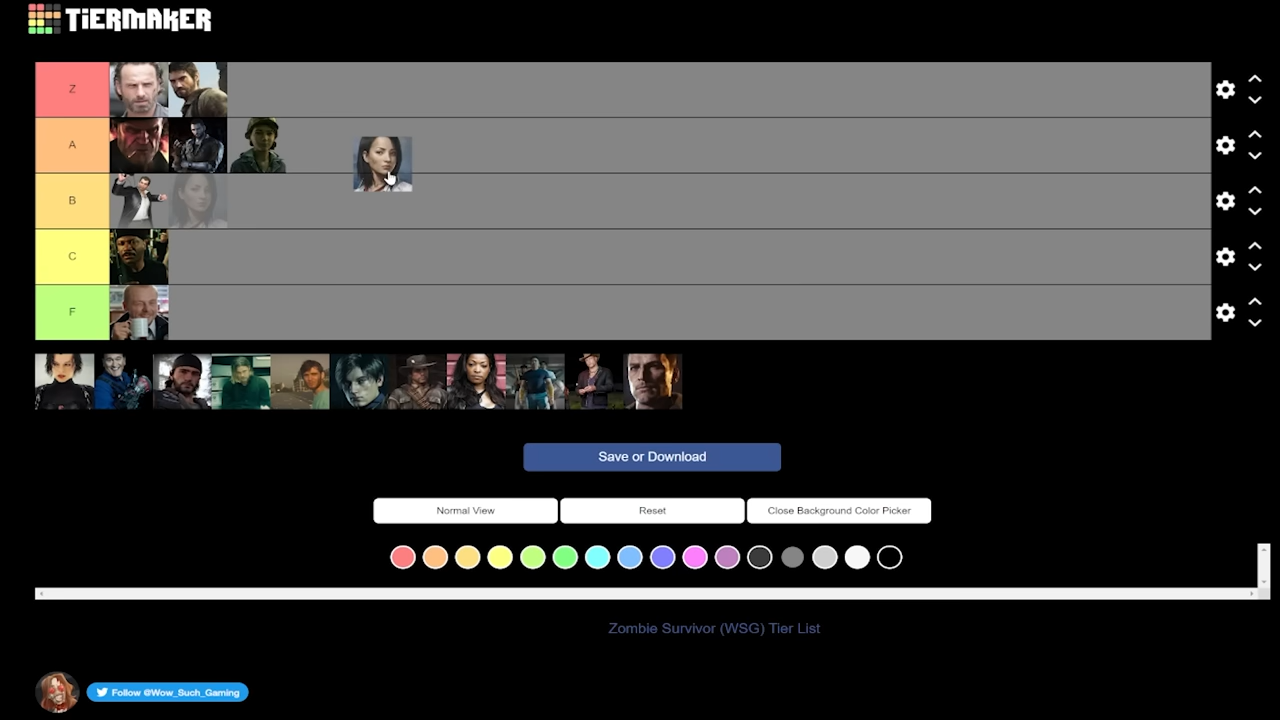 TiERMAKER
Z
A
B
C
F
Save or Download
Normal View
Reset
Close Background Color Picker
Zombie Survivor (WSG) Tier List
Follow @Wow_Such_Gaming